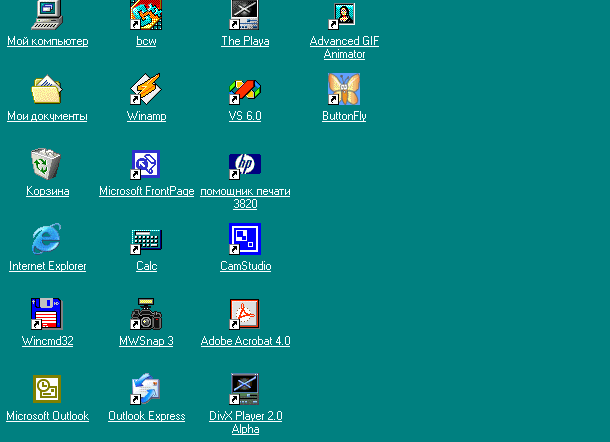 Мой компьютер
bcw
The Playa
Advanced GIF
Animator
Мои документы
Winamp
VS 6.0
ButtonFly
Корзина
Microsoft FrontPage
hp
помощник печати
3820
Internet Explorer
Calc
CamStudio
Wincmd32
MWSnap 3
Adobe Acrobat 4.0
Microsoft Outlook
Outlook Express
DivX Player 2.0
Alpha